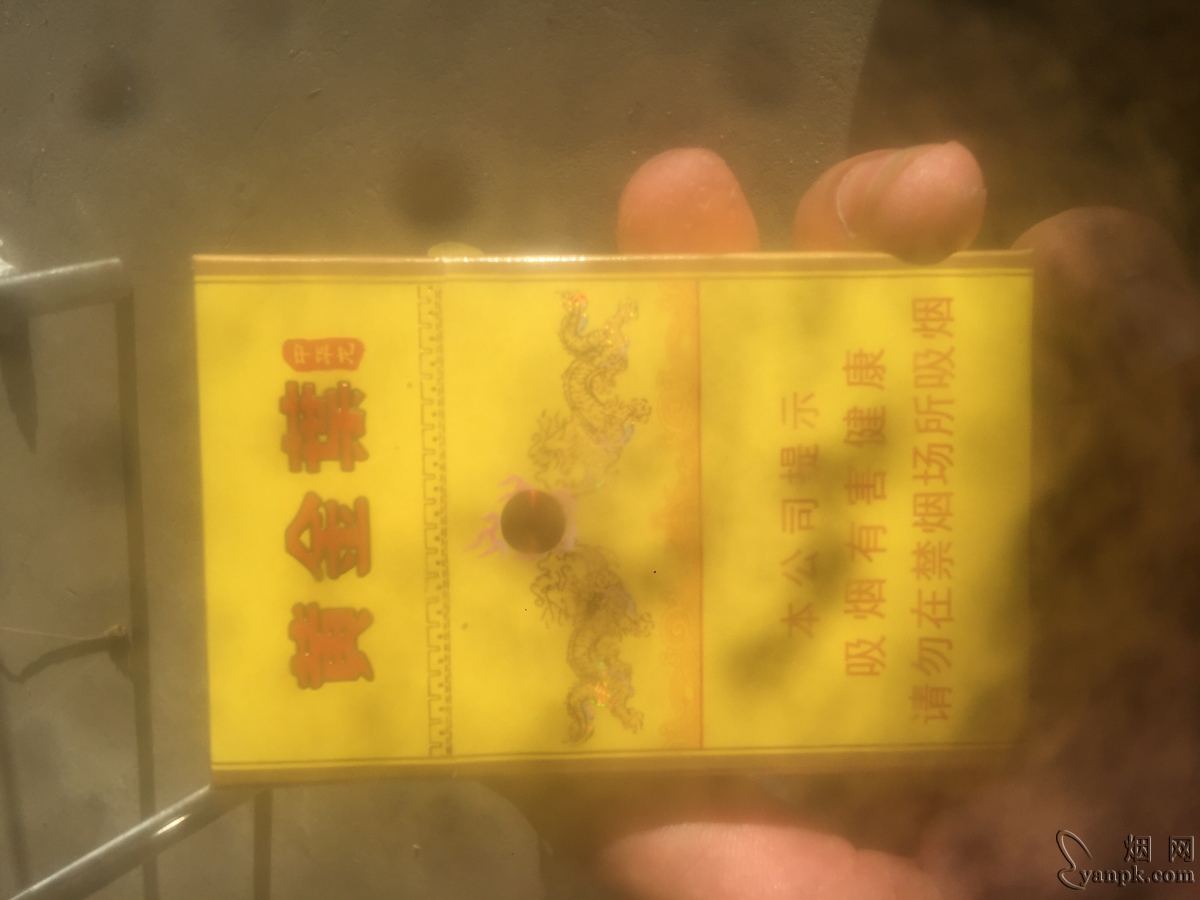 黄金葉
本公司提示
吸烟有害健康
请勿在禁烟场所吸烟
烟网
yanpk.com